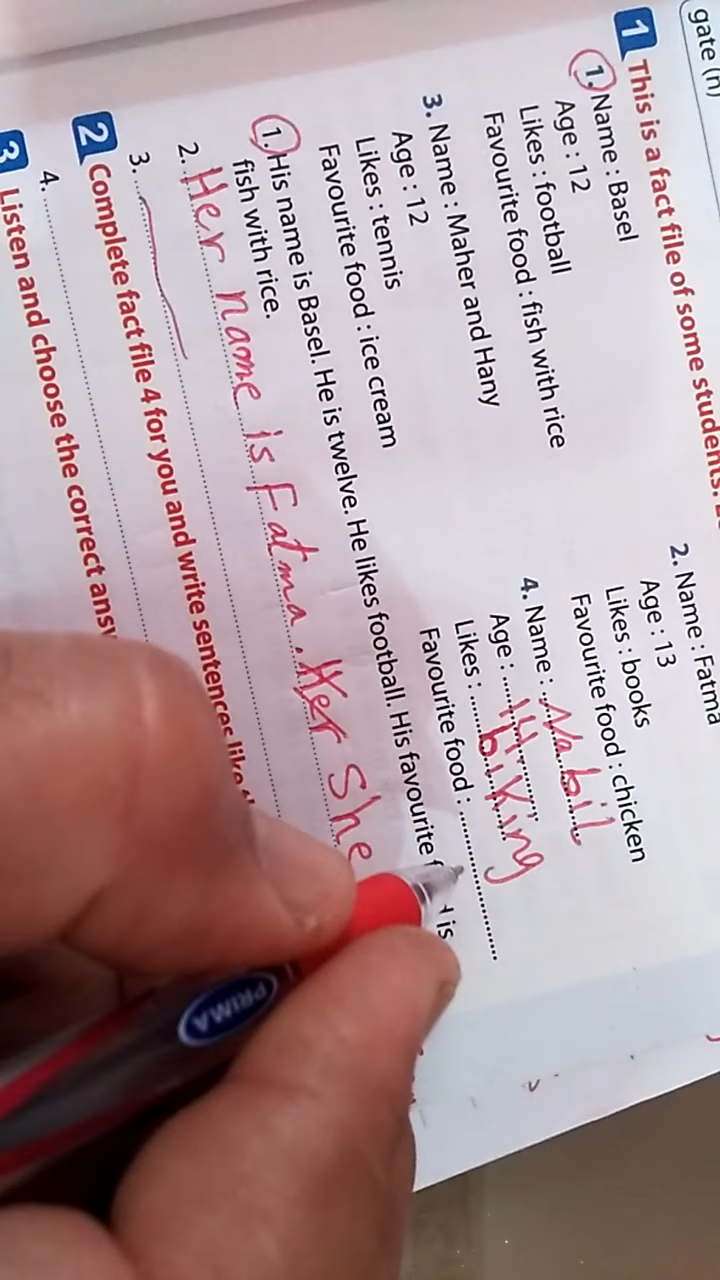 gate (n)
1 This is a fact file of some students.
1. Name : Basel
Age : 12
Likes : football
Favourite food : fish with rice
2. Name : Fatma
Age : 13
Likes : books
Favourite food : chicken
3. Name : Maher and Hany
Age : 12
Likes : tennis
Favourite food : ice cream
4. Name : Nabil
Age : 14
Likes : biking
Favourite food :
1. His name is Basel. He is twelve. He likes football. His favourite is
fish with rice.
2. Her name is Fatma. Her She
3.
2 Complete fact file 4 for you and write sentences like
4.
3 Listen and choose the correct
PRIMA